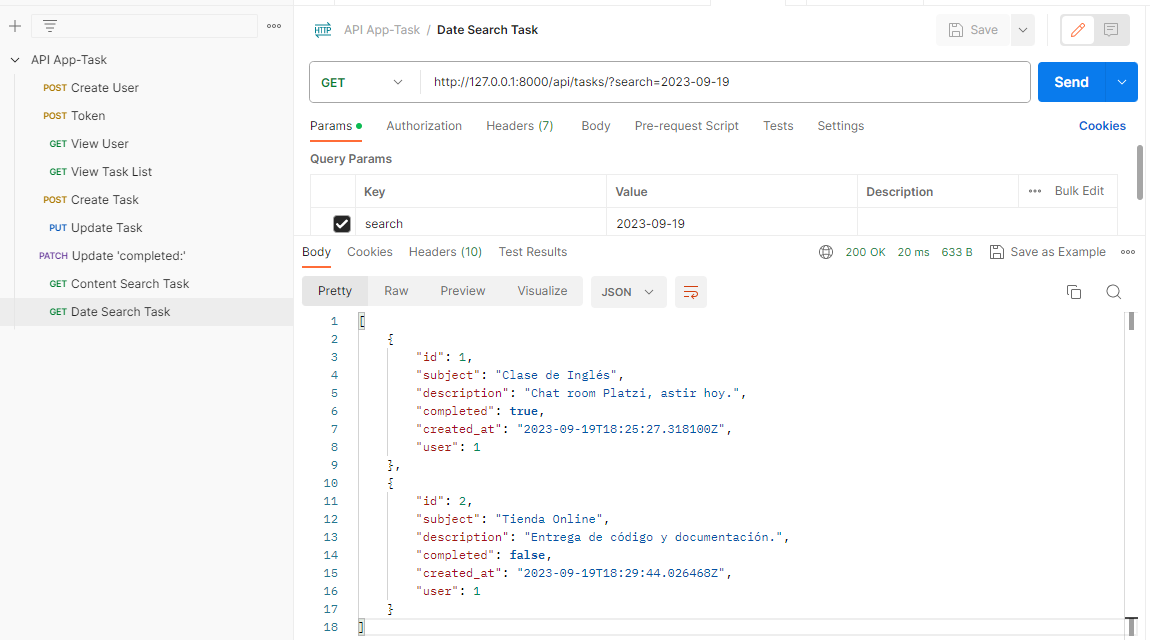 API App-Task
POST Create User
POST Token
GET View User
GET View Task List
POST Create Task
PUT Update Task
PATCH Update 'completed:'
GET Content Search Task
GET Date Search Task
HTTP API App-Task / Date Search Task
Save
GET http://127.0.0.1:8000/api/tasks/?search=2023-09-19
Send
Params Authorization Headers (7) Body Pre-request Script Tests Settings Cookies
Query Params
Key Value Description Bulk Edit
search 2023-09-19
Body Cookies Headers (10) Test Results 200 OK 20 ms 633 B Save as Example
Pretty Raw Preview Visualize JSON
1 [
2 {
3 "id": 1,
4 "subject": "Clase de Inglés",
5 "description": "Chat room Platzi, astir hoy.",
6 "completed": true,
7 "created_at": "2023-09-19T18:25:27.318100Z",
8 "user": 1
9 },
10 {
11 "id": 2,
12 "subject": "Tienda Online",
13 "description": "Entrega de código y documentación.",
14 "completed": false,
15 "created_at": "2023-09-19T18:29:44.026468Z",
16 "user": 1
17 }
18 ]